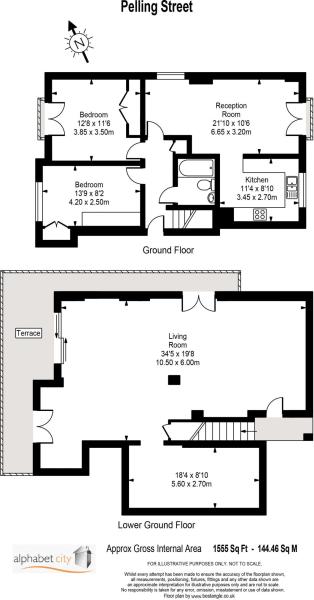 Pelling Street
N
Bedroom
12'8 x 11'6
3.85 x 3.50m
Reception
Room
21'10 x 10'6
6.65 x 3.20m
Bedroom
13'9 x 8'2
4.20 x 2.50m
Kitchen
11'4 x 8'10
3.45 x 2.70m
Ground Floor
Terrace
Living
Room
34'5 x 19'8
10.50 x 6.00m
18'4 x 8'10
5.60 x 2.70m
Lower Ground Floor
alphabet city
Approx Gross Internal Area 1555 Sq Ft - 144.46 Sq M
FOR ILLUSTRATIVE PURPOSES ONLY. NOT TO SCALE.
Whilst every attempt has been made to ensure the accuracy of the floorplan shown,
all measurements, positioning, fixtures, fittings and any other data shown are
an approximate interpretation for illustrative purposes only and are not to scale.
No responsibility is taken for any error, omission, misstatement or use of data shown.
Floor plan by www.frectangle.co.uk